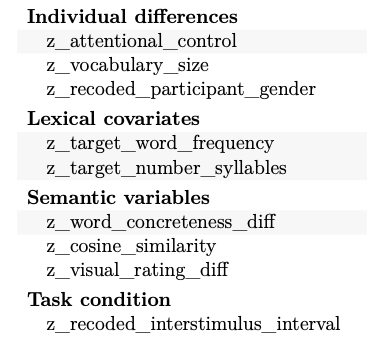 Individual differences
z_attentional_control
z_vocabulary_size
z_recoded_participant_gender
Lexical covariates
z_target_word_frequency
z_target_number_syllables
Semantic variables
z_word_concreteness_diff
z_cosine_similarity
z_visual_rating_diff
Task condition
z_recoded_interstimulus_interval